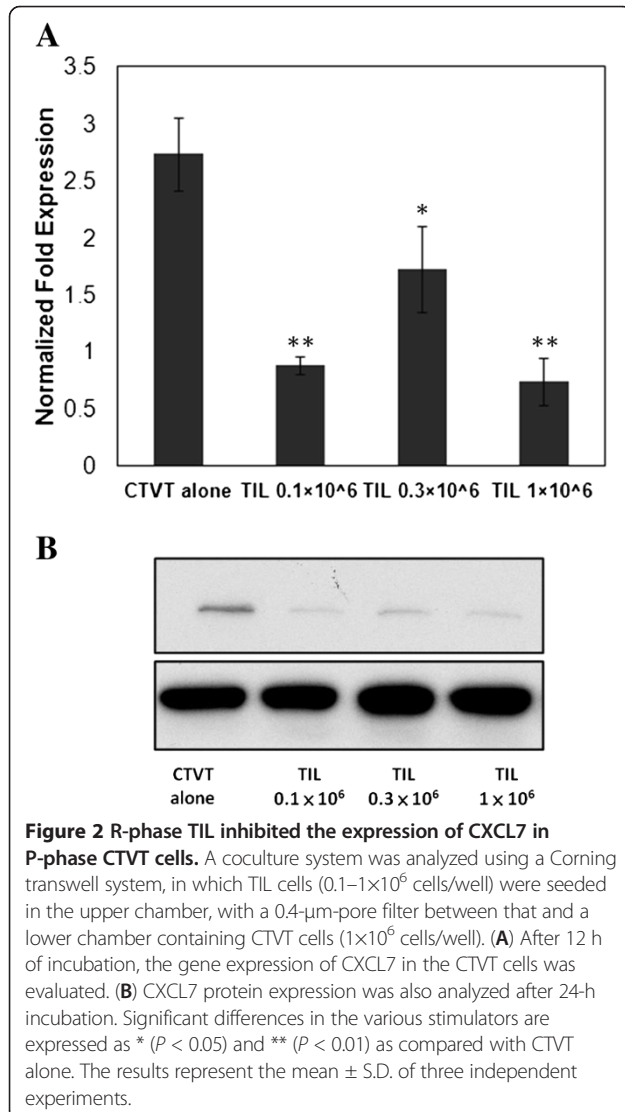 A
3.5
3
2.5
2
1.5
1
0.5
0
Normalized Fold Expression
**
*
**
CTVT alone TIL 0.1×10^6 TIL 0.3×10^6 TIL 1×10^6
B
CTVT TIL TIL TIL
alone 0.1 × 10⁶ 0.3 × 10⁶ 1 × 10⁶
Figure 2 R-phase TIL inhibited the expression of CXCL7 in
P-phase CTVT cells. A coculture system was analyzed using a Corning
transwell system, in which TIL cells (0.1–1×10⁶ cells/well) were seeded
in the upper chamber, with a 0.4-μm-pore filter between that and a
lower chamber containing CTVT cells (1×10⁶ cells/well). (A) After 12 h
of incubation, the gene expression of CXCL7 in the CTVT cells was
evaluated. (B) CXCL7 protein expression was also analyzed after 24-h
incubation. Significant differences in the various stimulators are
expressed as * (P < 0.05) and ** (P < 0.01) as compared with CTVT
alone. The results represent the mean ± S.D. of three independent
experiments.